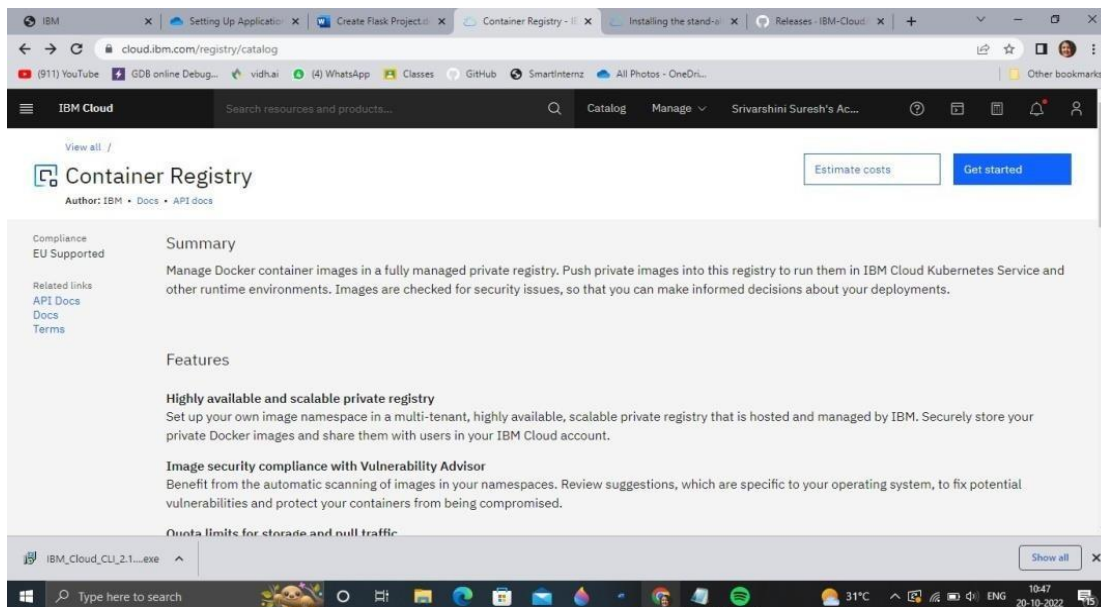 IBM
Setting Up Application
Create Flask Project.d
Container Registry - I
Installing the stand-al
Releases · IBM-Cloud
cloud.ibm.com/registry/catalog
(911) YouTube
GDB online Debug...
vidh.ai
(4) WhatsApp
Classes
GitHub
SmartInternz
All Photos - OneDri...
Other bookmarks
IBM Cloud
Search resources and products...
Catalog
Manage
Srivarshini Suresh's Ac...
View all /
Container Registry
Author: IBM • Docs • API docs
Estimate costs
Get started
Compliance
EU Supported
Related links
API Docs
Docs
Terms
Summary
Manage Docker container images in a fully managed private registry. Push private images into this registry to run them in IBM Cloud Kubernetes Service and
other runtime environments. Images are checked for security issues, so that you can make informed decisions about your deployments.
Features
Highly available and scalable private registry
Set up your own image namespace in a multi-tenant, highly available, scalable private registry that is hosted and managed by IBM. Securely store your
private Docker images and share them with users in your IBM Cloud account.
Image security compliance with Vulnerability Advisor
Benefit from the automatic scanning of images in your namespaces. Review suggestions, which are specific to your operating system, to fix potential
vulnerabilities and protect your containers from being compromised.
Quota limits for storage and pull traffic
IBM_Cloud_CLI_2.1....exe
Show all
Type here to search
31°C
ENG
10:47
20-10-2022
15